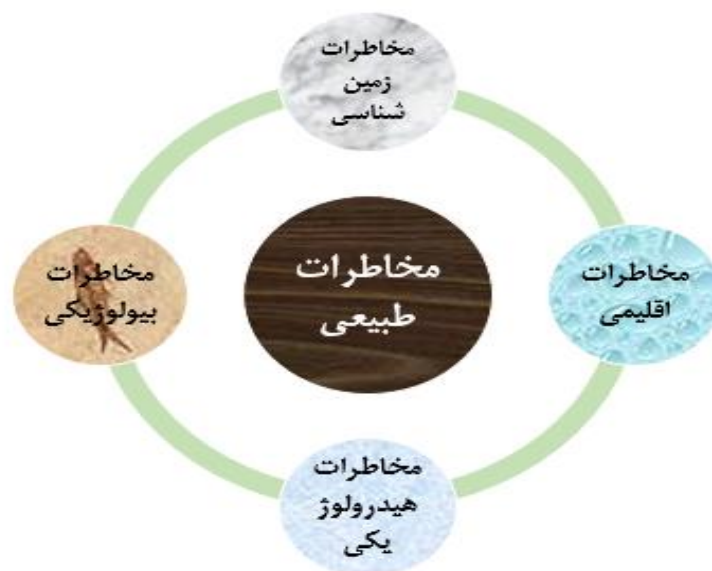 مخاطرات
زمین
شناسی
مخاطرات
اقلیمی
مخاطرات
طبیعی
مخاطرات
بیولوژیکی
مخاطرات
هیدرولوژ
یکی